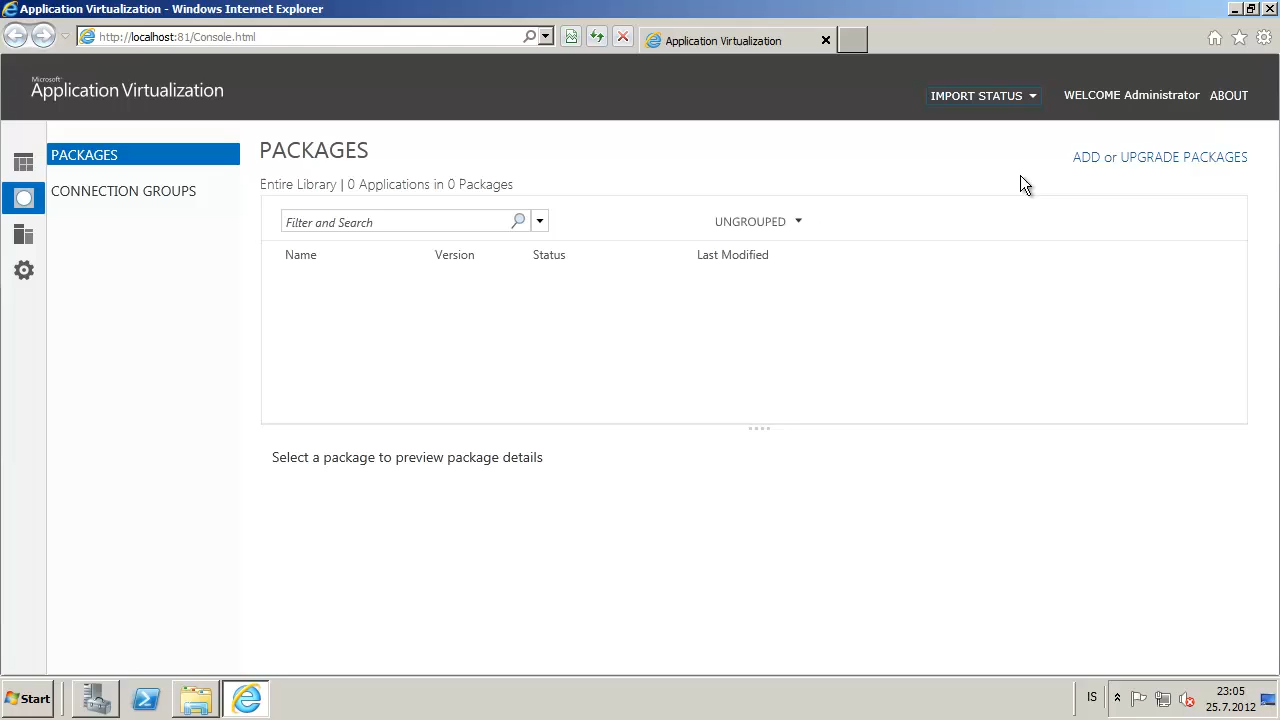 Application Virtualization - Windows Internet Explorer
http://localhost:81/Console.html
Application Virtualization
Microsoft®
Application Virtualization
IMPORT STATUS
WELCOME Administrator
ABOUT
PACKAGES
CONNECTION GROUPS
PACKAGES
ADD or UPGRADE PACKAGES
Entire Library | 0 Applications in 0 Packages
Filter and Search
UNGROUPED
Name Version Status Last Modified
Select a package to preview package details
Start
IS
23:05
25.7.2012